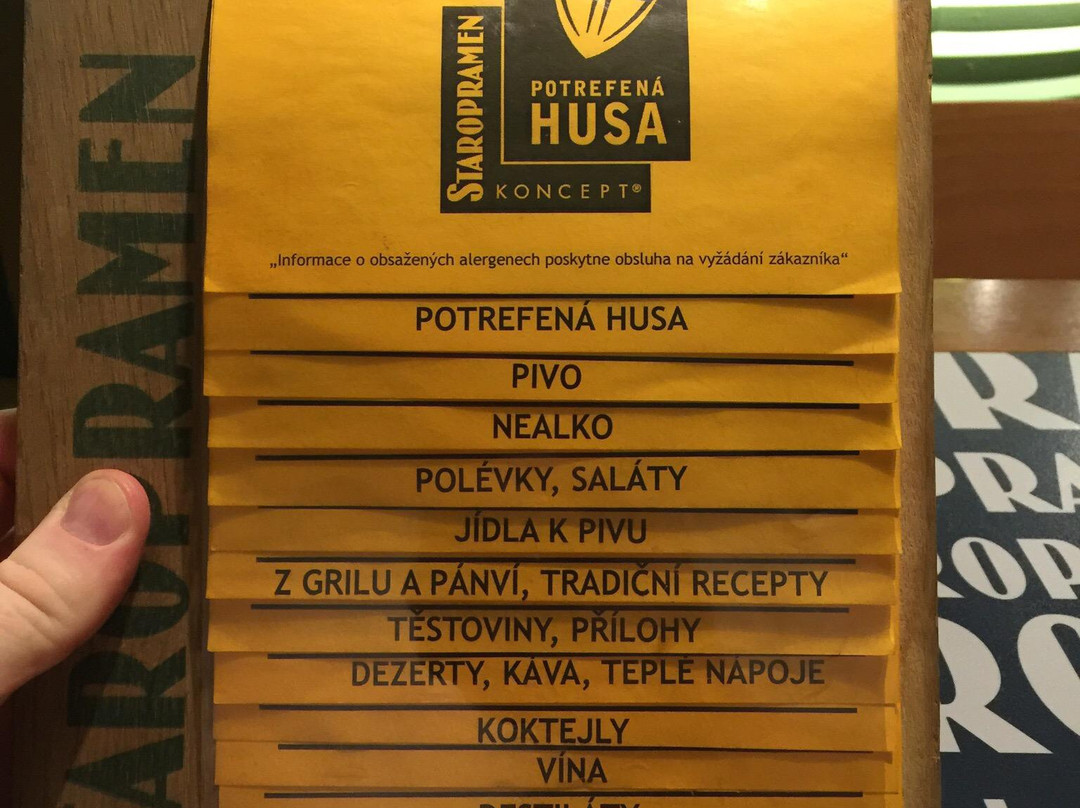 STAROPRAMEN
POTREFENÁ
HUSA
KONCEPT®
„Informace o obsažených alergenech poskytne obsluha na vyžádání zákazníka“
POTREFENÁ HUSA
PIVO
NEALKO
POLÉVKY, SALÁTY
JÍDLA K PIVU
Z GRILU A PÁNVÍ, TRADIČNÍ RECEPTY
TĚSTOVINY, PŘÍLOHY
DEZERTY, KÁVA, TEPLÉ NÁPOJE
KOKTEJLY
VÍNA
DESTILÁTY
STAROPRAMEN